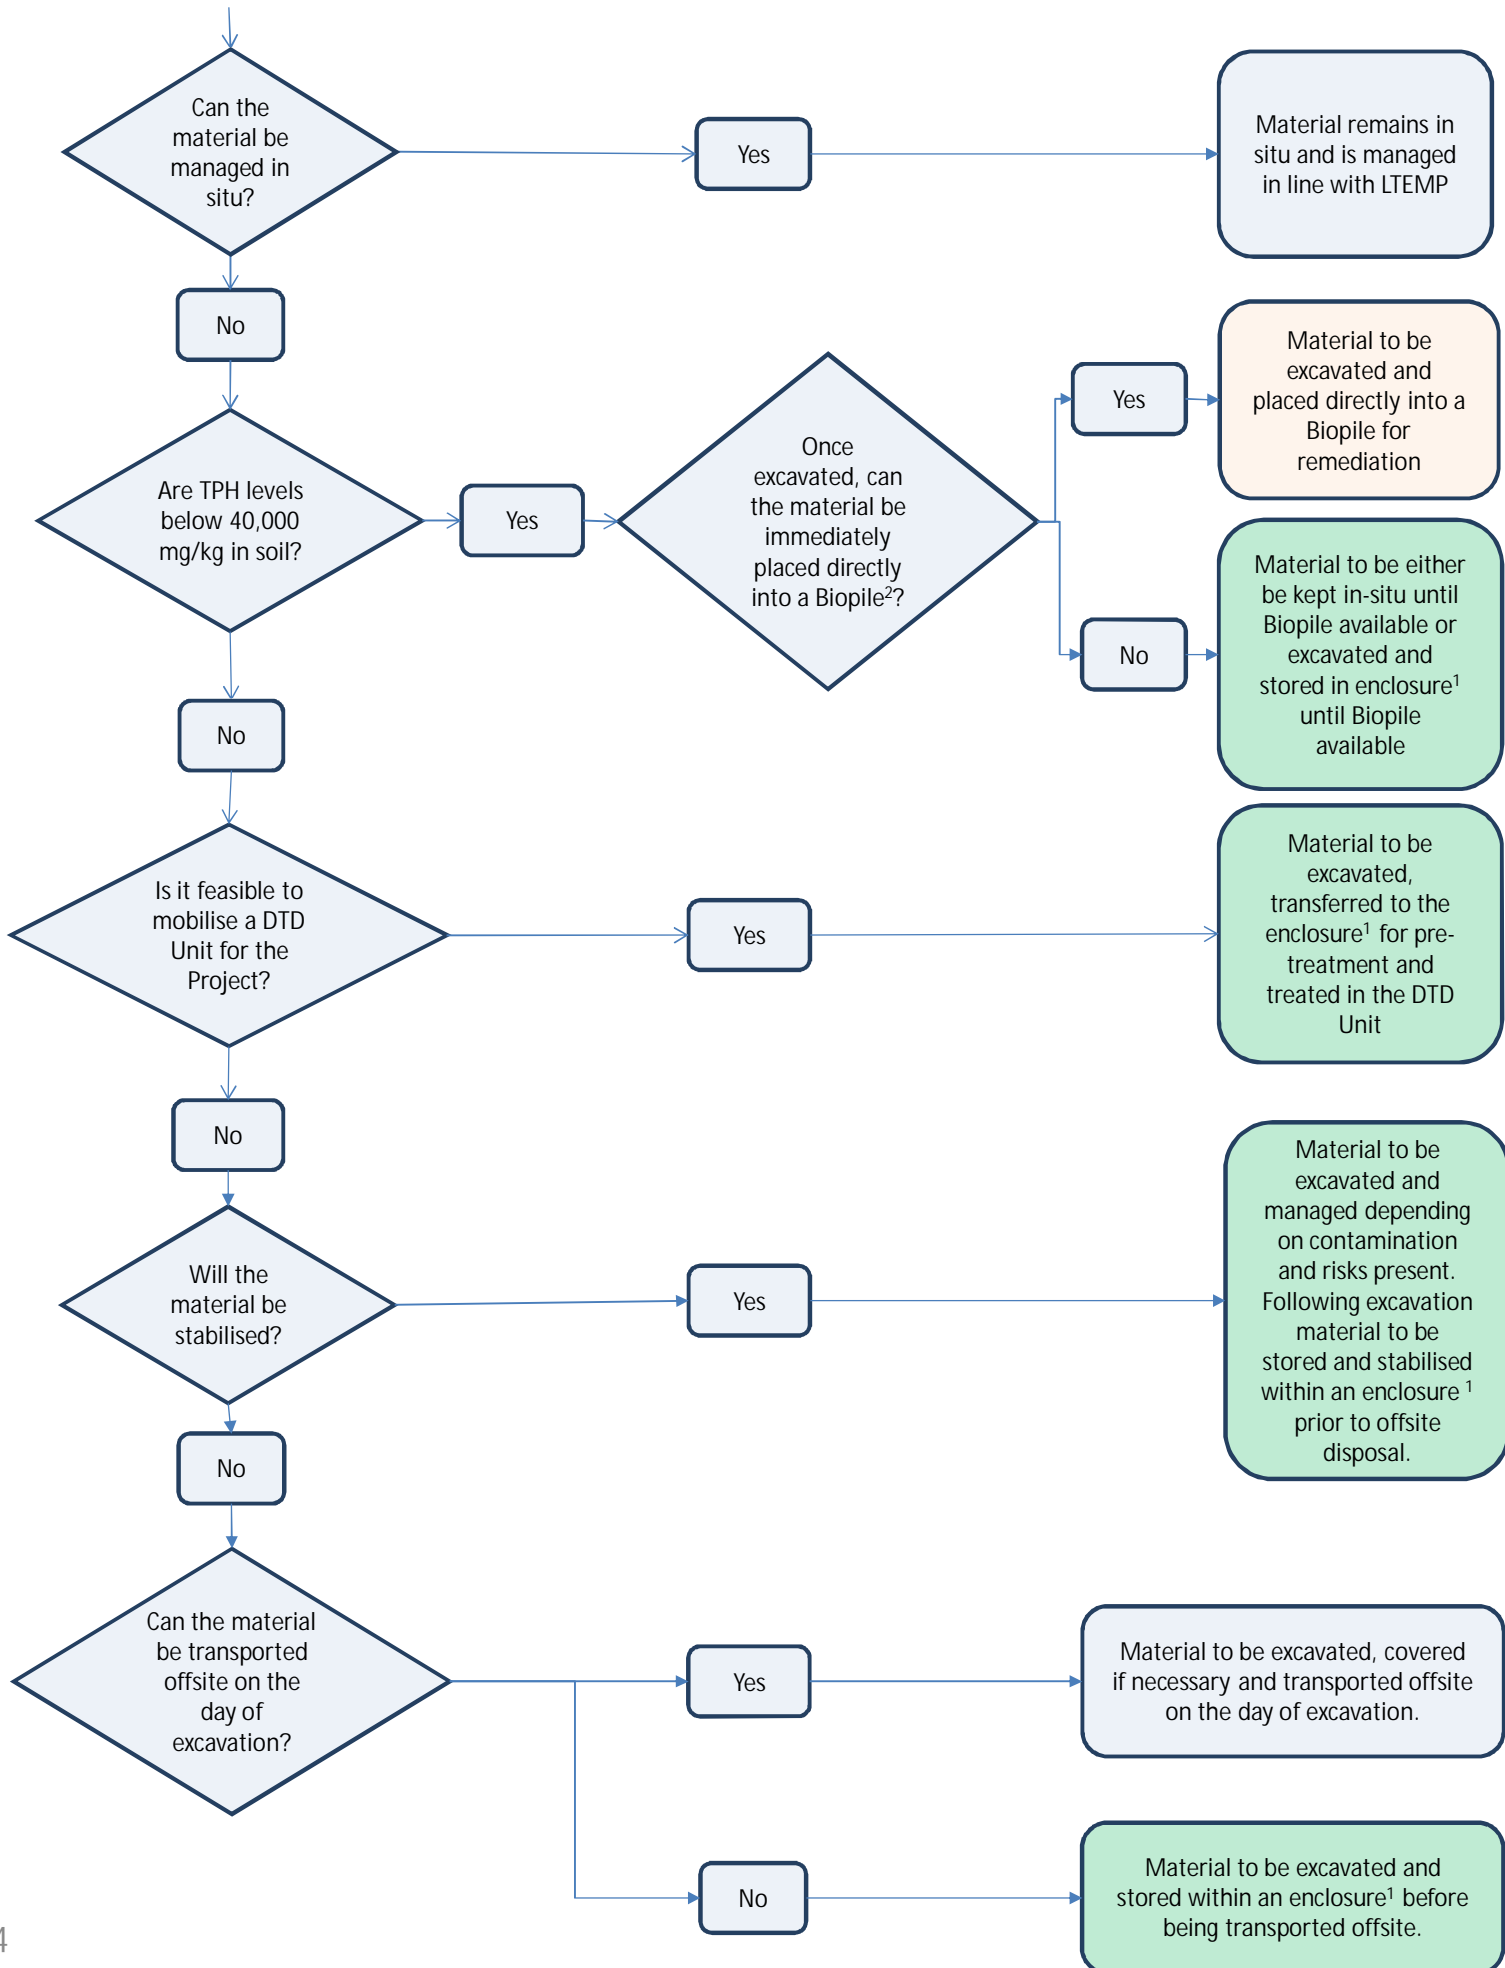 Can the
material be
managed in
situ?
Yes
Material remains in
situ and is managed
in line with LTEMP
No
Are TPH levels
below 40,000
mg/kg in soil?
Yes
Once
excavated, can
the material be
immediately
placed directly
into a Biopile²?
Yes
Material to be
excavated and
placed directly into a
Biopile for
remediation
No
Material to be either
be kept in-situ until
Biopile available or
excavated and
stored in enclosure¹
until Biopile
available
No
Is it feasible to
mobilise a DTD
Unit for the
Project?
Yes
Material to be
excavated,
transferred to the
enclosure¹ for pre-
treatment and
treated in the DTD
Unit
No
Will the
material be
stabilised?
Yes
Material to be
excavated and
managed depending
on contamination
and risks present.
Following excavation
material to be
stored and stabilised
within an enclosure ¹
prior to offsite
disposal.
No
Can the material
be transported
offsite on the
day of
excavation?
Yes
Material to be excavated, covered
if necessary and transported offsite
on the day of excavation.
No
Material to be excavated and
stored within an enclosure¹ before
being transported offsite.
4